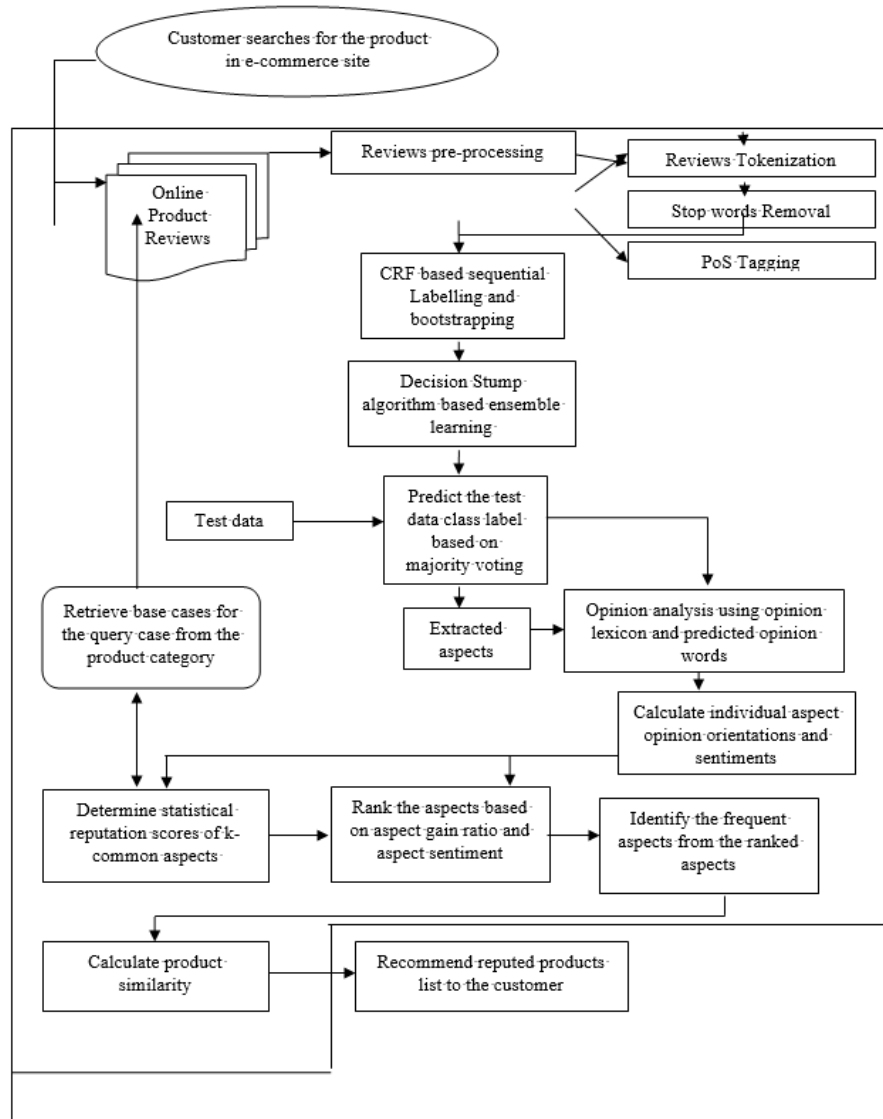 Customer searches for the product
in e-commerce site
Reviews pre-processing
Reviews Tokenization
Online
Product
Reviews
Stop words Removal
PoS Tagging
CRF based sequential
Labelling and
bootstrapping
Decision Stump
algorithm based ensemble
learning
Test data
Predict the test
data class label
based on
majority voting
Retrieve base cases for
the query case from the
product category
Extracted
aspects
Opinion analysis using opinion
lexicon and predicted opinion
words
Calculate individual aspect
opinion orientations and
sentiments
Determine statistical
reputation scores of k-
common aspects
Rank the aspects based
on aspect gain ratio and
aspect sentiment
Identify the frequent
aspects from the ranked
aspects
Calculate product
similarity
Recommend reputed products
list to the customer